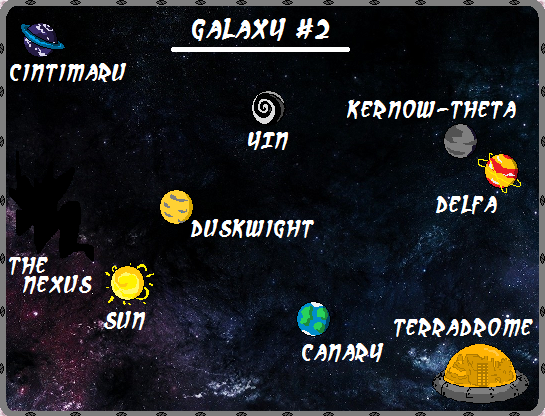 GALAXY #2
CINTIMARU
KERNOW-THETA
YIN
DELFA
DUSKWIGHT
THE
NEXUS
SUN
TERRADROME
CANARY